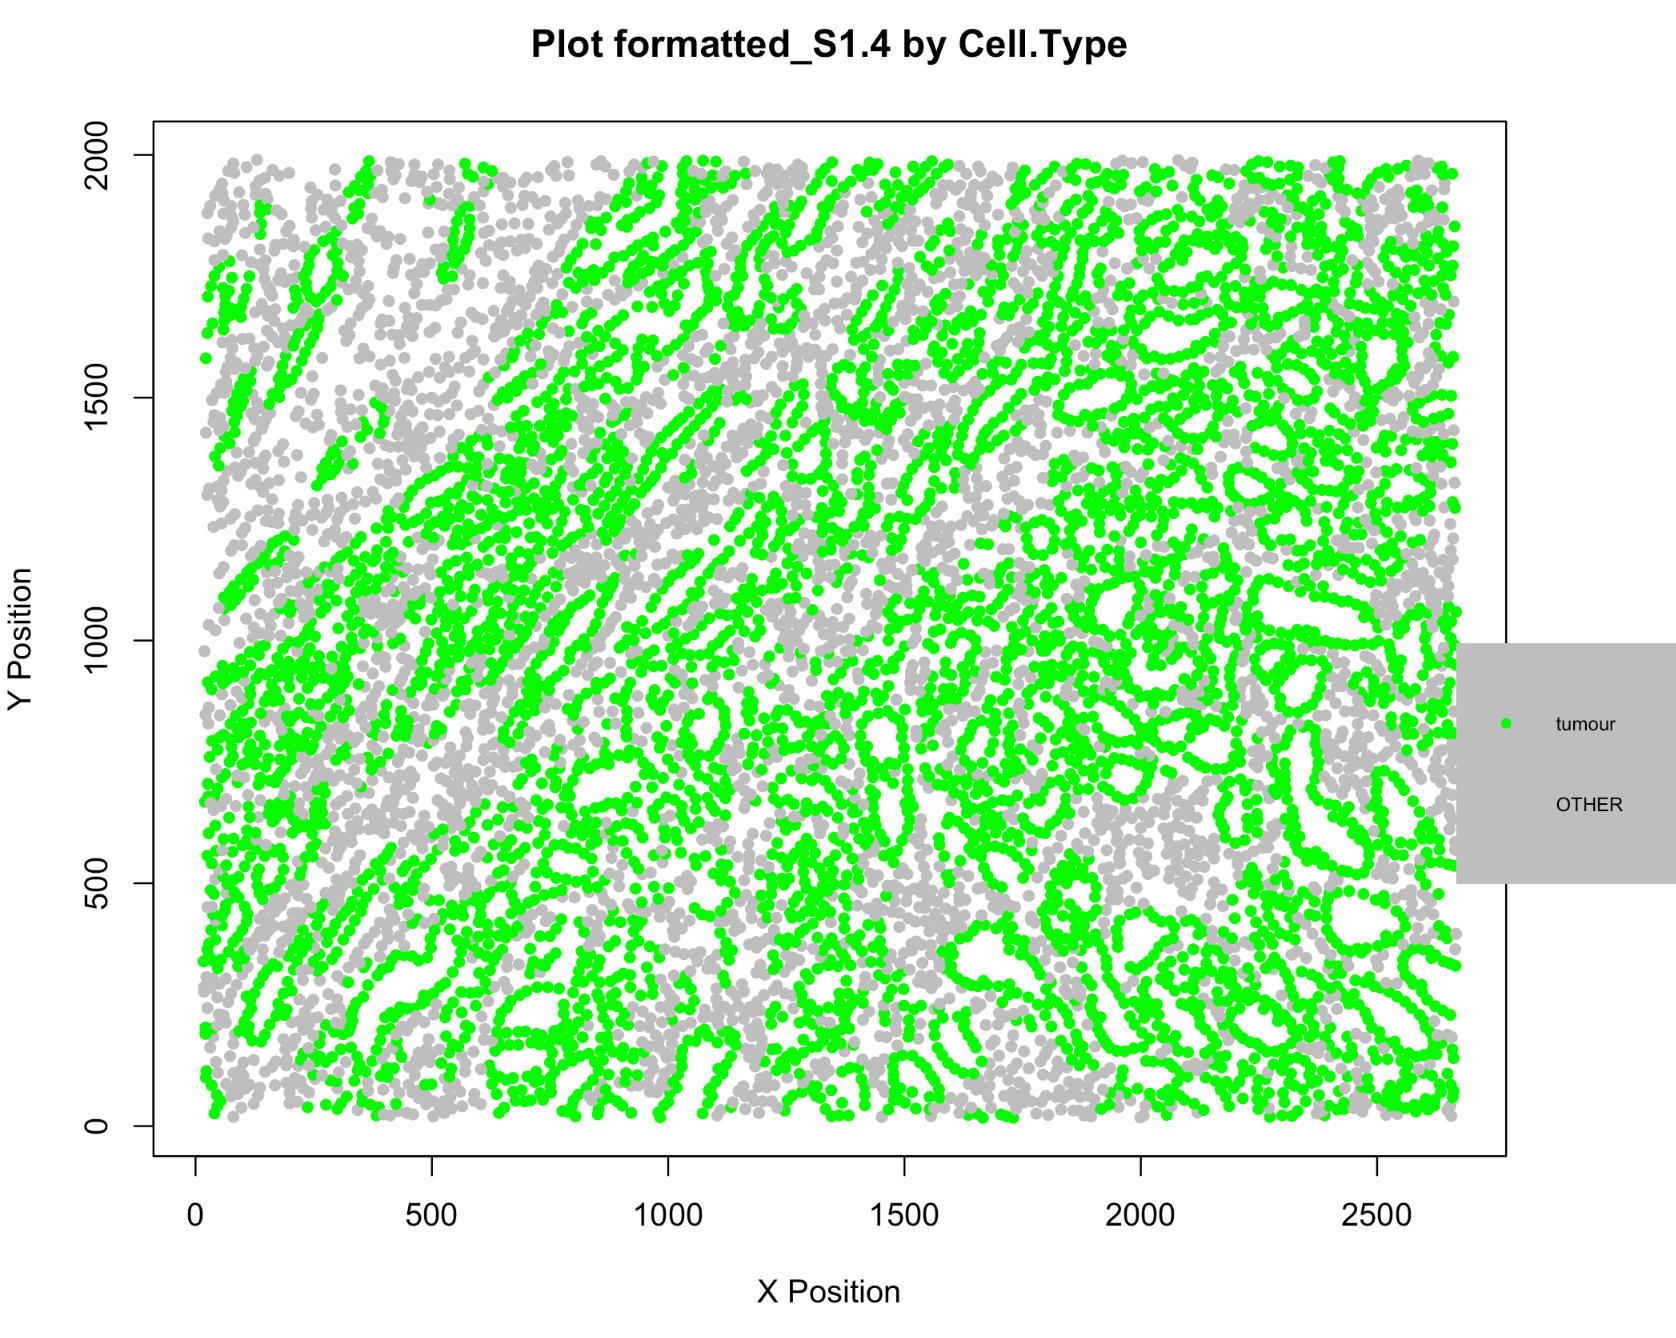 Plot formatted_S1.4 by Cell.Type
2000
1500
1000
500
0
Y Position
tumour
OTHER
0 500 1000 1500 2000 2500
X Position